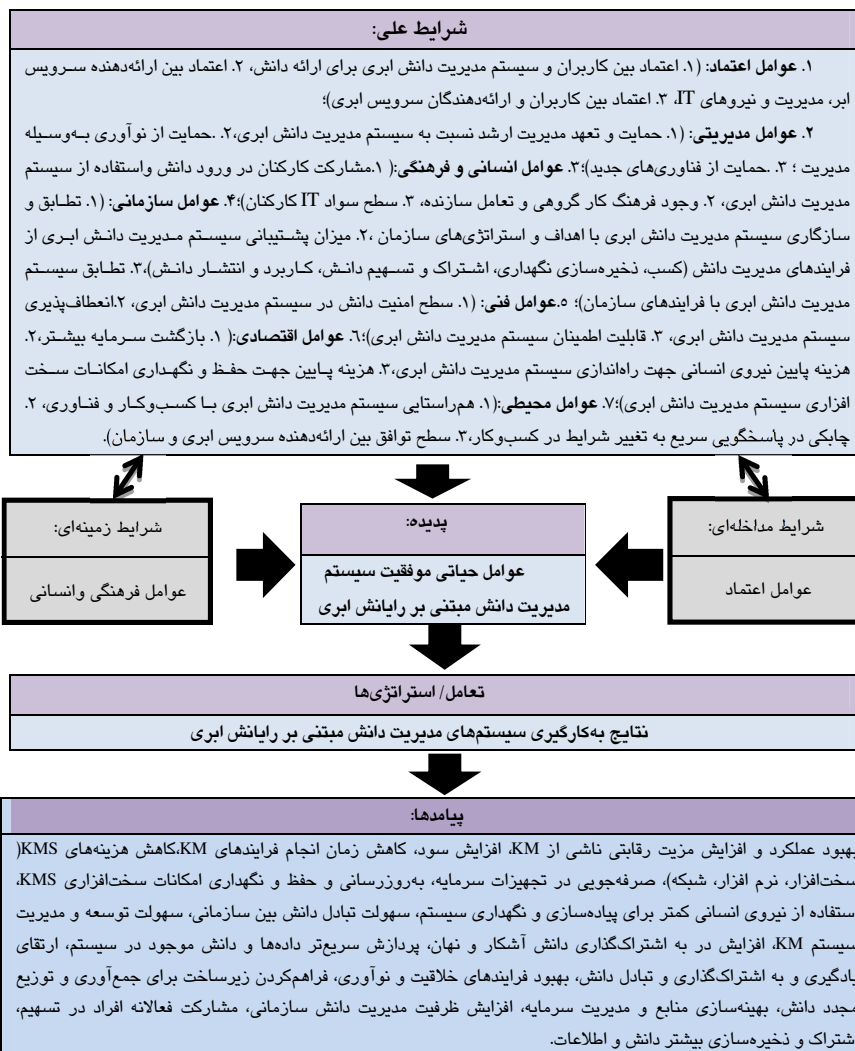 شرایط علی:
۱. عوامل اعتماد: (۱. اعتماد بین کاربران و سیستم مدیریت دانش ابری برای ارائه دانش، ۲. اعتماد بین ارائه‌دهنده سرویس
ابر، مدیریت و نیروهای IT، ۳. اعتماد بین کاربران و ارائه‌دهندگان سرویس ابری)؛
۲. عوامل مدیریتی: (۱. حمایت و تعهد مدیریت ارشد نسبت به سیستم مدیریت دانش ابری،۲. .حمایت از نوآوری به‌وسیله
مدیریت ؛ ۳. .حمایت از فناوری‌های جدید)؛۳. عوامل انسانی و فرهنگی:( ۱.مشارکت کارکنان در ورود دانش واستفاده از سیستم
مدیریت دانش ابری، ۲. وجود فرهنگ کار گروهی و تعامل سازنده، ۳. سطح سواد IT کارکنان)؛۴. عوامل سازمانی: (۱. تطابق و
سازگاری سیستم مدیریت دانش ابری با اهداف و استراتژی‌های سازمان ،۲. میزان پشتیبانی سیستم مدیریت دانش ابری از
فرایندهای مدیریت دانش (کسب، ذخیره‌سازی نگهداری، اشتراک و تسهیم دانش، کاربرد و انتشار دانش)،۳. تطابق سیستم
مدیریت دانش ابری با فرایندهای سازمان)؛ ۵.عوامل فنی: (۱. سطح امنیت دانش در سیستم مدیریت دانش ابری، ۲.انعطاف‌پذیری
سیستم مدیریت دانش ابری، ۳. قابلیت اطمینان سیستم مدیریت دانش ابری)؛۶. عوامل اقتصادی:( ۱. بازگشت سرمایه بیشتر،۲.
هزینه پایین نیروی انسانی جهت راه‌اندازی سیستم مدیریت دانش ابری،۳. هزینه پایین جهت حفظ و نگهداری امکانات سخت
افزاری سیستم مدیریت دانش ابری)؛۷. عوامل محیطی:(۱. هم‌راستایی سیستم مدیریت دانش ابری با کسب‌وکار و فناوری، ۲.
چابکی در پاسخگویی سریع به تغییر شرایط در کسب‌وکار،۳. سطح توافق بین ارائه‌دهنده سرویس ابری و سازمان).
شرایط مداخله‌ای:
عوامل اعتماد
پدیده:
عوامل حیاتی موفقیت سیستم
مدیریت دانش مبتنی بر رایانش ابری
شرایط زمینه‌ای:
عوامل فرهنگی وانسانی
تعامل/ استراتژی‌ها
نتایج به‌کارگیری سیستم‌های مدیریت دانش مبتنی بر رایانش ابری
پیامدها:
بهبود عملکرد و افزایش مزیت رقابتی ناشی از KM، افزایش سود، کاهش زمان انجام فرایندهای KM،کاهش هزینه‌های KMS(
سخت‌افزار، نرم افزار، شبکه)، صرفه‌جویی در تجهیزات سرمایه، به‌روزرسانی و حفظ و نگهداری امکانات سخت‌افزاری KMS،
ستفاده از نیروی انسانی کمتر برای پیاده‌سازی و نگهداری سیستم، سهولت تبادل دانش بین سازمانی، سهولت توسعه و مدیریت
سیستم KM، افزایش در به اشتراک‌گذاری دانش آشکار و نهان، پردازش سریع‌تر داده‌ها و دانش موجود در سیستم، ارتقای
یادگیری و به اشتراک‌گذاری و تبادل دانش، بهبود فرایندهای خلاقیت و نوآوری، فراهم‌کردن زیرساخت برای جمع‌آوری و توزیع
مجدد دانش، بهینه‌سازی منابع و مدیریت سرمایه، افزایش ظرفیت مدیریت دانش سازمانی، مشارکت فعالانه افراد در تسهیم،
شتراک و ذخیره‌سازی بیشتر دانش و اطلاعات.